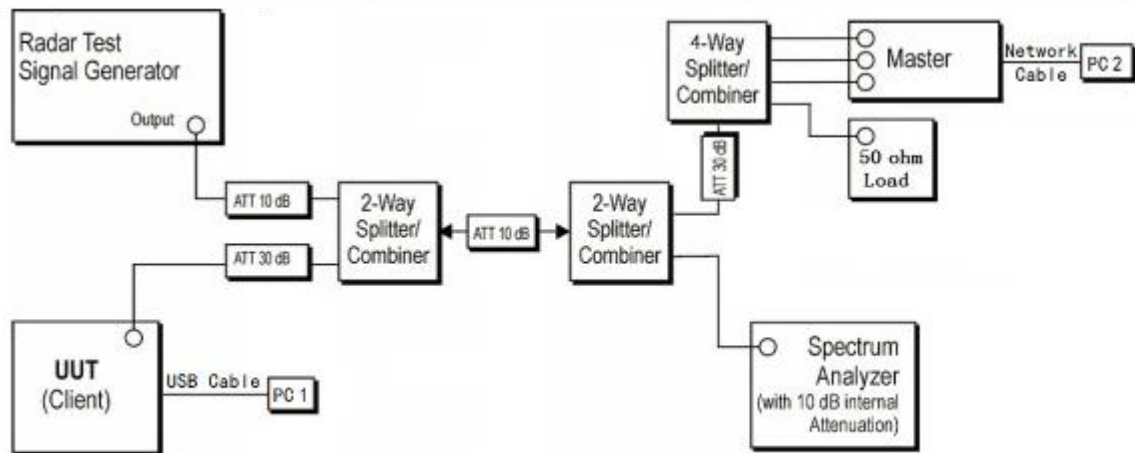 Radar Test
Signal Generator
Output
ATT 10 dB
2-Way
Splitter/
Combiner
ATT 30 dB
UUT
(Client)
USB Cable
PC 1
ATT 10 dB
2-Way
Splitter/
Combiner
ATT 30 dB
4-Way
Splitter/
Combiner
Master
Network
Cable
PC 2
50 ohm
Load
Spectrum
Analyzer
(with 10 dB internal
Attenuation)